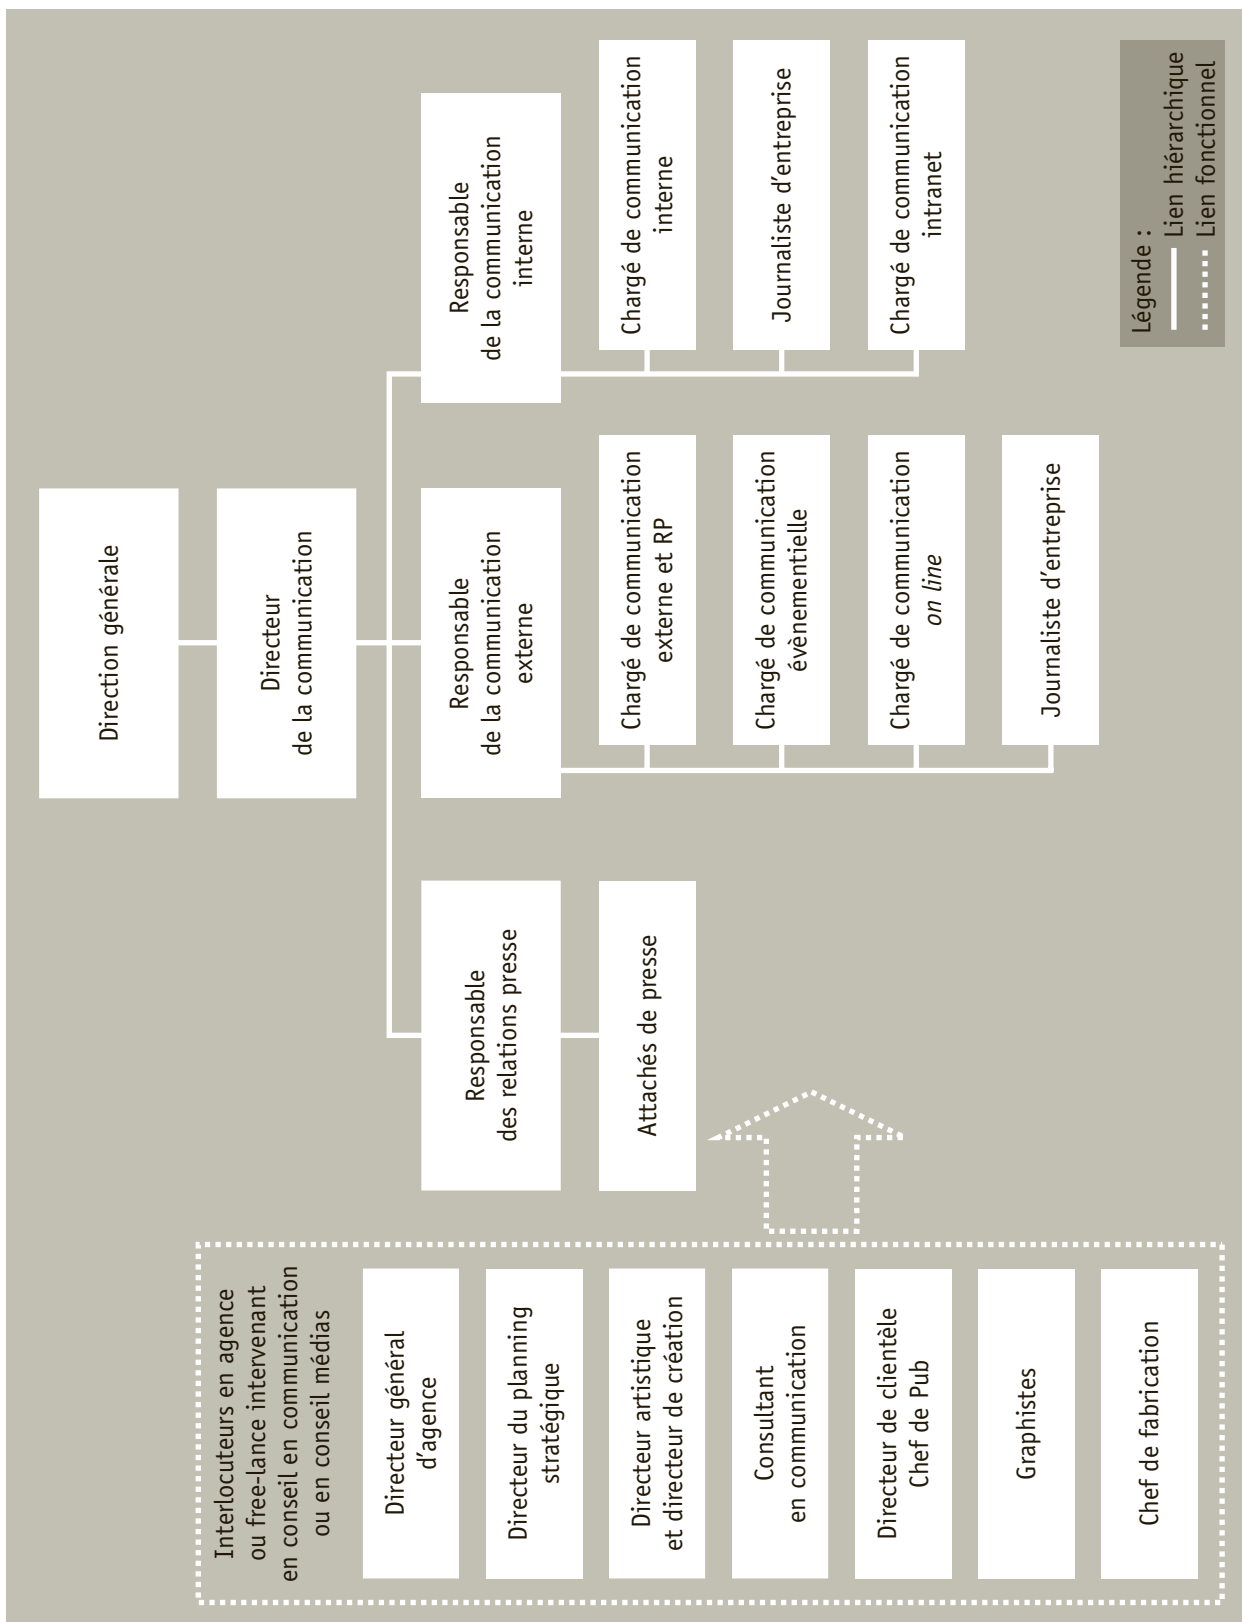 Direction générale
Directeur
de la communication
Responsable
des relations presse
Responsable
de la communication
externe
Responsable
de la communication
interne
Attachés de presse
Chargé de communication
externe et RP
Chargé de communication
évènementielle
Chargé de communication
on line
Journaliste d'entreprise
Chargé de communication
interne
Journaliste d'entreprise
Chargé de communication
intranet
Interlocuteurs en agence
ou free-lance intervenant
en conseil en communication
ou en conseil médias
Directeur général
d'agence
Directeur du planning
stratégique
Directeur artistique
et directeur de création
Consultant
en communication
Directeur de clientèle
Chef de Pub
Graphistes
Chef de fabrication
Légende :
Lien hiérarchique
Lien fonctionnel